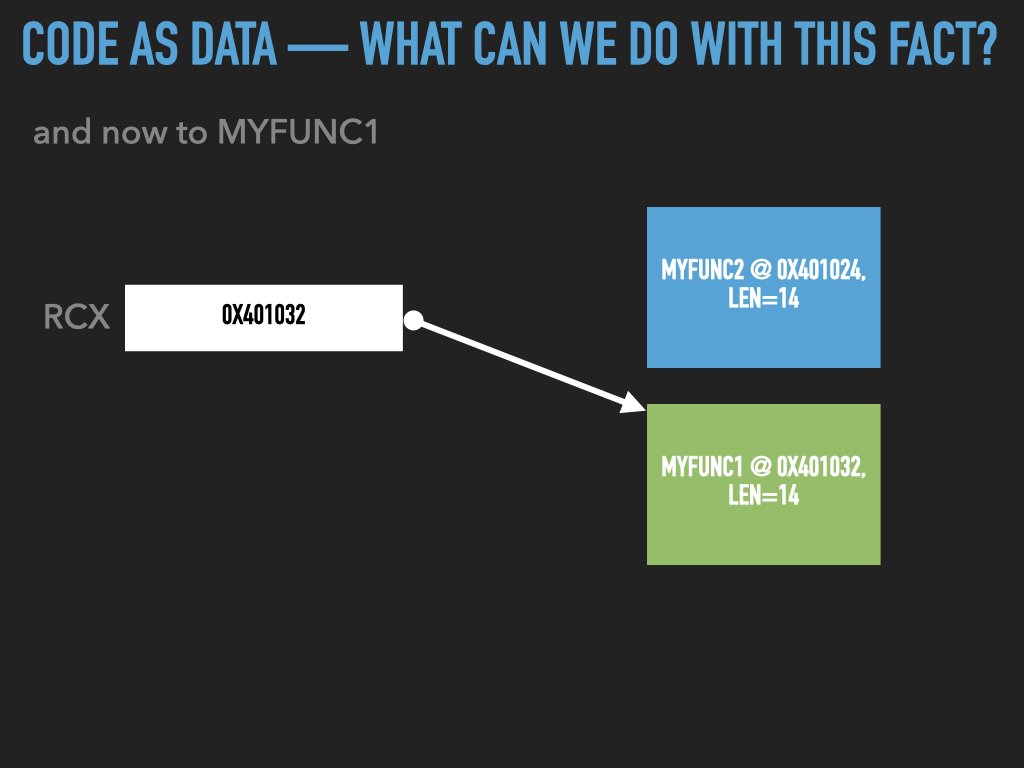 CODE AS DATA — WHAT CAN WE DO WITH THIS FACT?
and now to MYFUNC1
MYFUNC2 @ 0X401024,
LEN=14
RCX
0X401032
MYFUNC1 @ 0X401032,
LEN=14